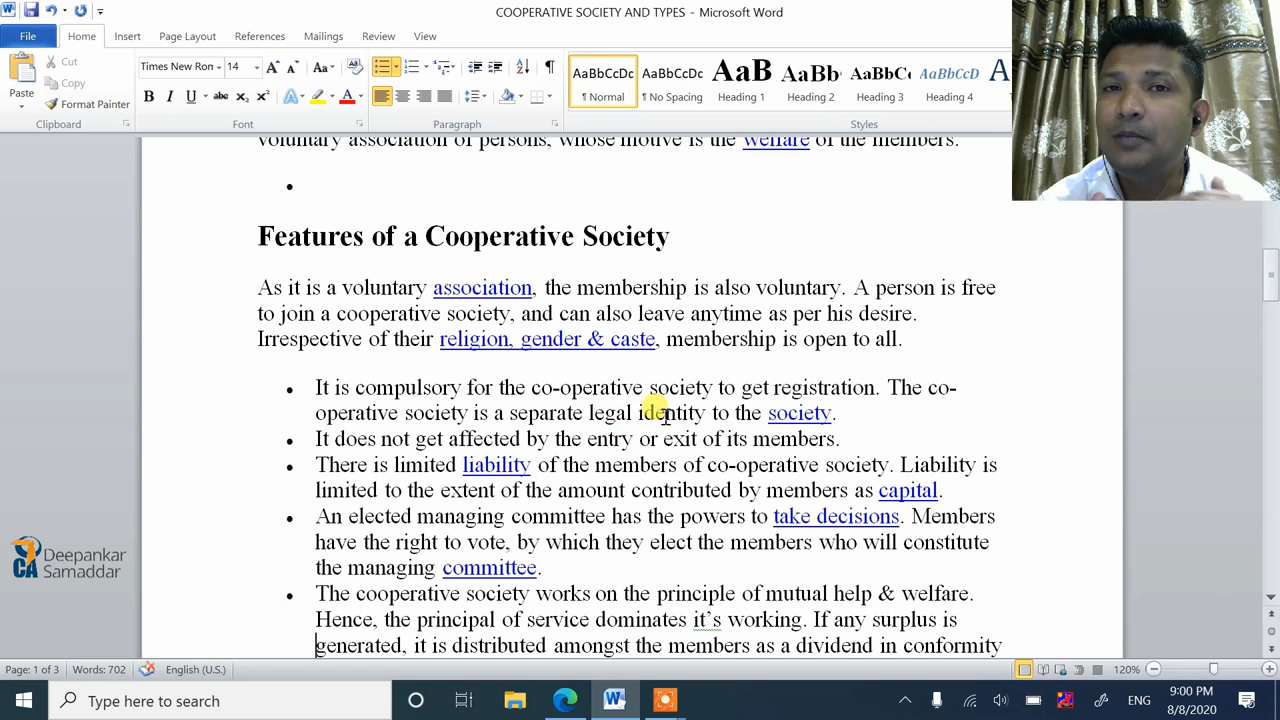 COOPERATIVE SOCIETY AND TYPES - Microsoft Word
File Home Insert Page Layout References Mailings Review View
Cut
Copy
Format Painter
Paste
Clipboard
Times New Ron 14
Aa
B I U abc x₂ x²
Font
Paragraph
AaBbCcDc AaBbCcDc AaB AaBb( AaBbC( AaBbCcD A
¶ Normal ¶ No Spacing Heading 1 Heading 2 Heading 3 Heading 4
Styles
voluntary association of persons, whose motive is the welfare of the members.
•
Features of a Cooperative Society
As it is a voluntary association, the membership is also voluntary. A person is free
to join a cooperative society, and can also leave anytime as per his desire.
Irrespective of their religion, gender & caste, membership is open to all.
• It is compulsory for the co-operative society to get registration. The co-
operative society is a separate legal identity to the society.
• It does not get affected by the entry or exit of its members.
• There is limited liability of the members of co-operative society. Liability is
limited to the extent of the amount contributed by members as capital.
• An elected managing committee has the powers to take decisions. Members
have the right to vote, by which they elect the members who will constitute
the managing committee.
• The cooperative society works on the principle of mutual help & welfare.
Hence, the principal of service dominates it's working. If any surplus is
generated, it is distributed amongst the members as a dividend in conformity
CA Deepankar
Samaddar
Page: 1 of 3 Words: 702 English (U.S.) 120%
Type here to search
ENG
9:00 PM
8/8/2020